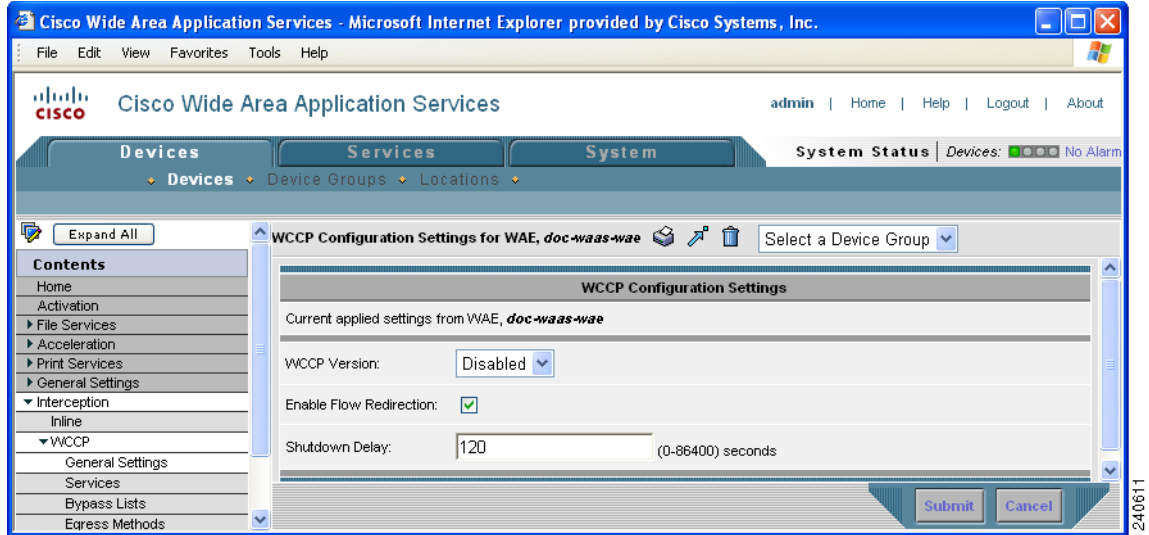 Cisco Wide Area Application Services - Microsoft Internet Explorer provided by Cisco Systems, Inc.
File Edit View Favorites Tools Help
CISCO
Cisco Wide Area Application Services
admin | Home | Help | Logout | About
Devices Services System
System Status | Devices: No Alarm
Devices Device Groups Locations
Expand All
WCCP Configuration Settings for WAE, doc-waas-wae
Select a Device Group
Contents
Home
Activation
File Services
Acceleration
Print Services
General Settings
Interception
Inline
WCCP
General Settings
Services
Bypass Lists
Egress Methods
WCCP Configuration Settings
Current applied settings from WAE, doc-waas-wae
WCCP Version: Disabled
Enable Flow Redirection:
Shutdown Delay: 120 (0-86400) seconds
Submit Cancel
240611